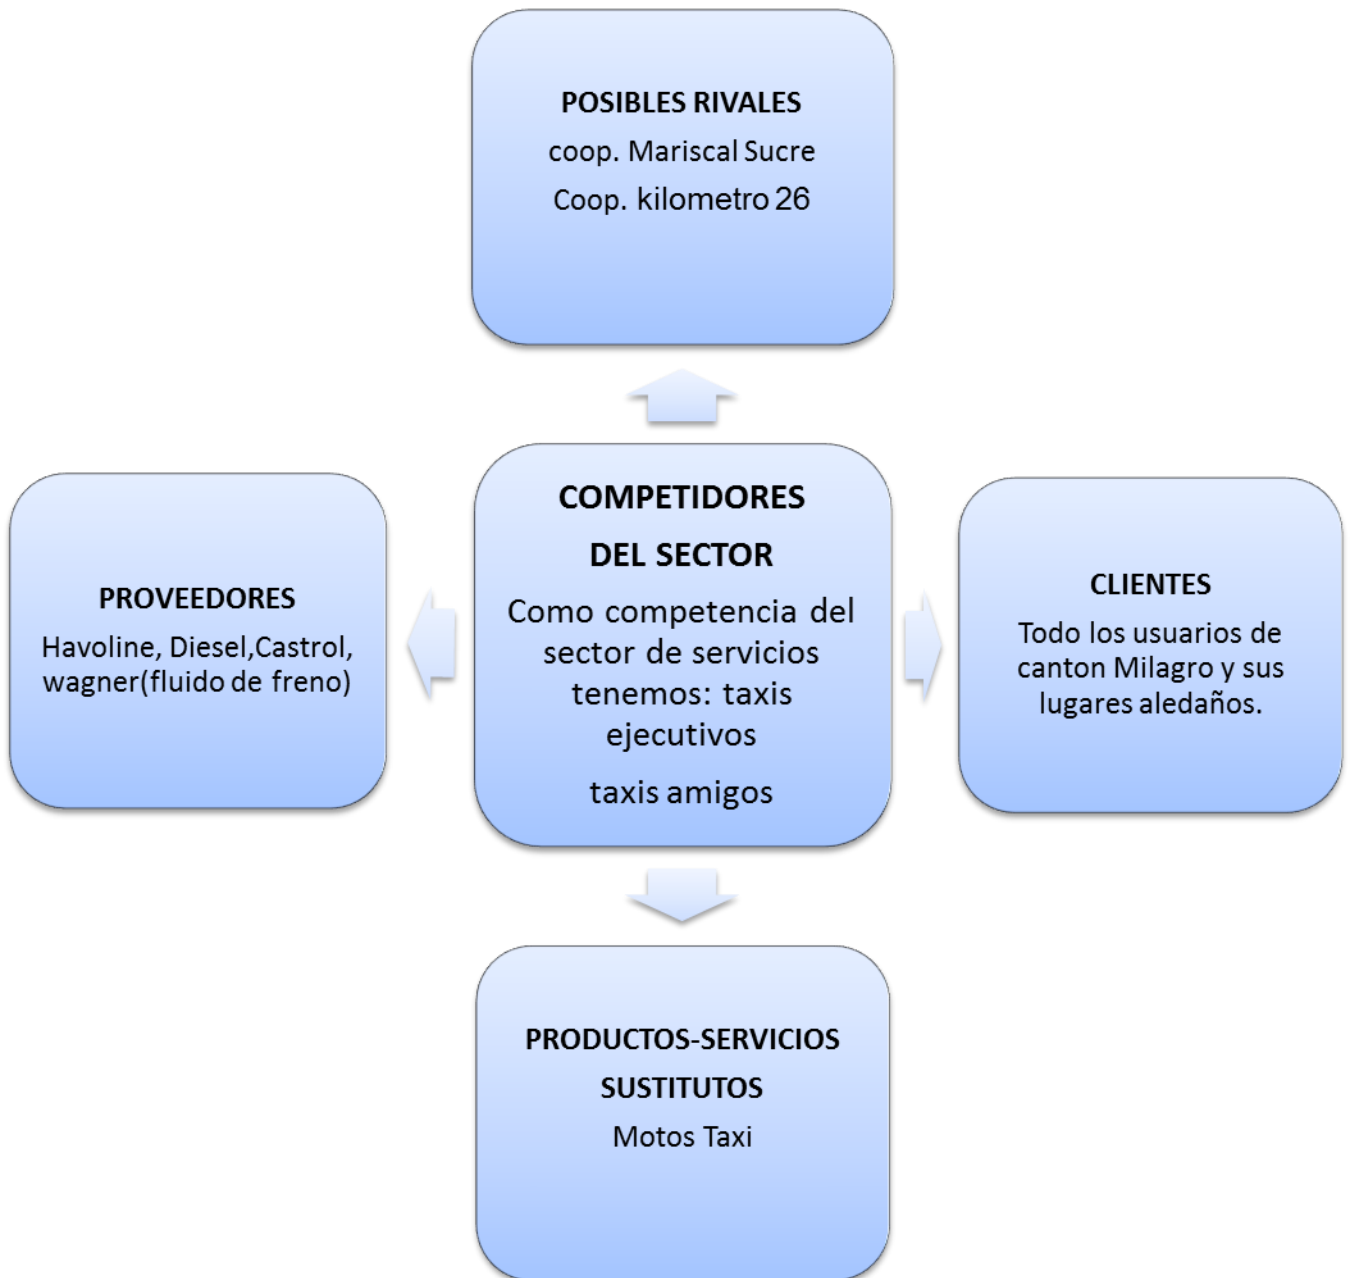 POSIBLES RIVALES
coop. Mariscal Sucre
Coop. kilometro 26
COMPETIDORES
DEL SECTOR
Como competencia del
sector de servicios
tenemos: taxis
ejecutivos
taxis amigos
PROVEEDORES
Havoline, Diesel,Castrol,
wagner(fluido de freno)
CLIENTES
Todo los usuarios de
canton Milagro y sus
lugares aledaños.
PRODUCTOS-SERVICIOS
SUSTITUTOS
Motos Taxi